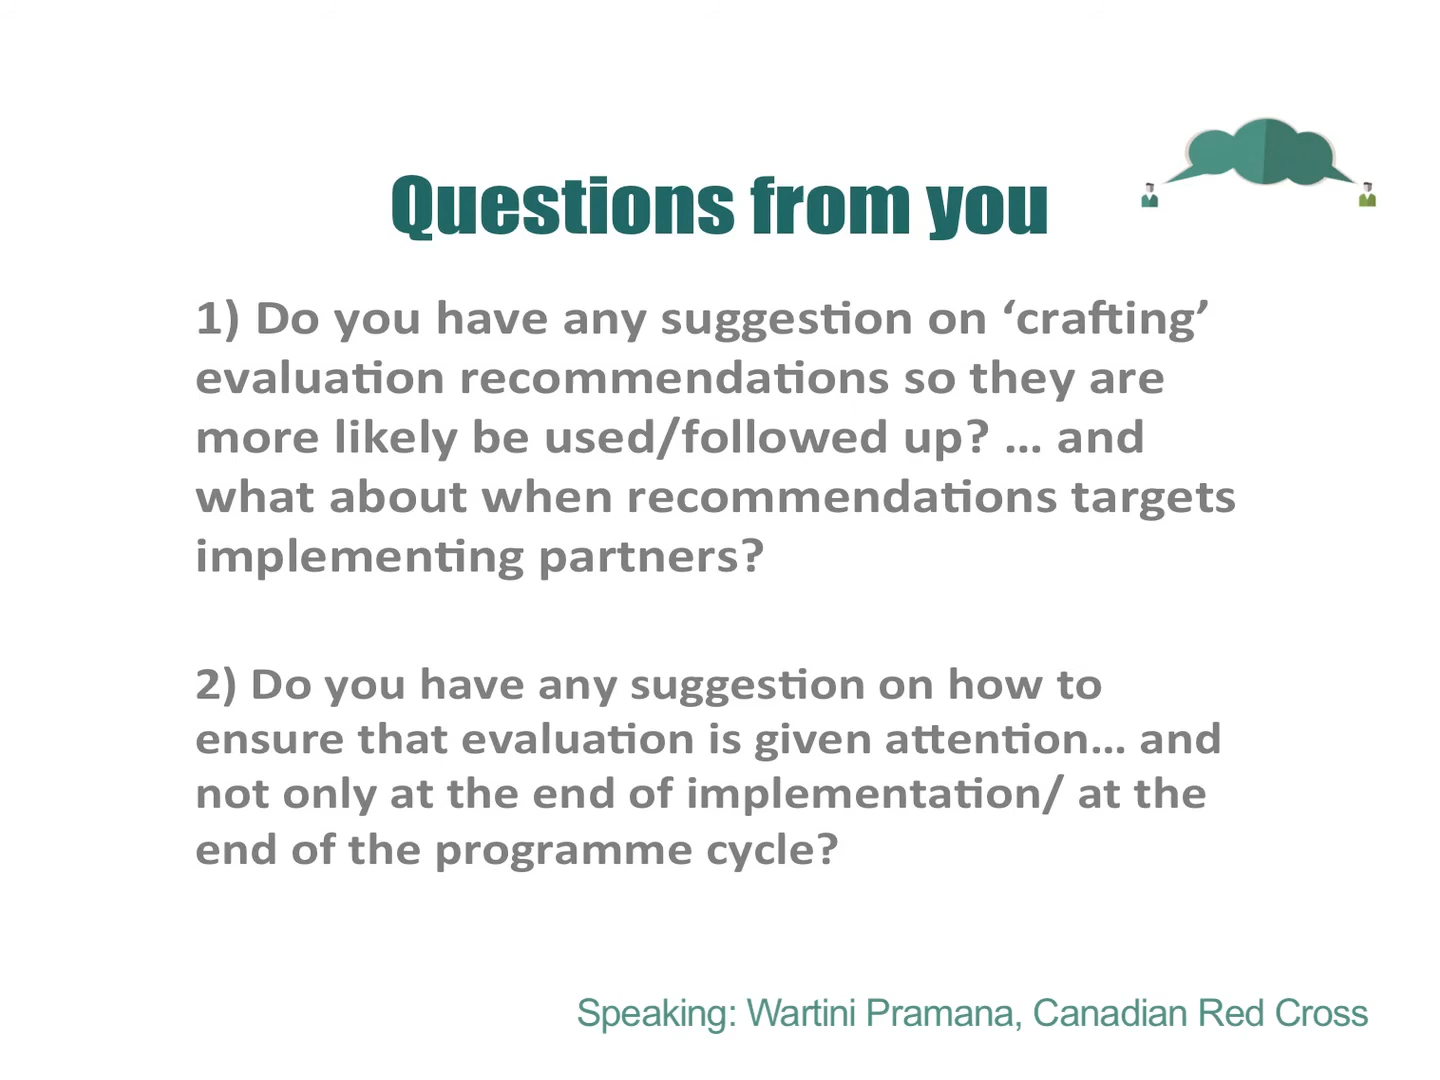 Questions from you
1) Do you have any suggestion on ‘crafting’
evaluation recommendations so they are
more likely be used/followed up? ... and
what about when recommendations targets
implementing partners?
2) Do you have any suggestion on how to
ensure that evaluation is given attention... and
not only at the end of implementation/ at the
end of the programme cycle?
Speaking: Wartini Pramana, Canadian Red Cross